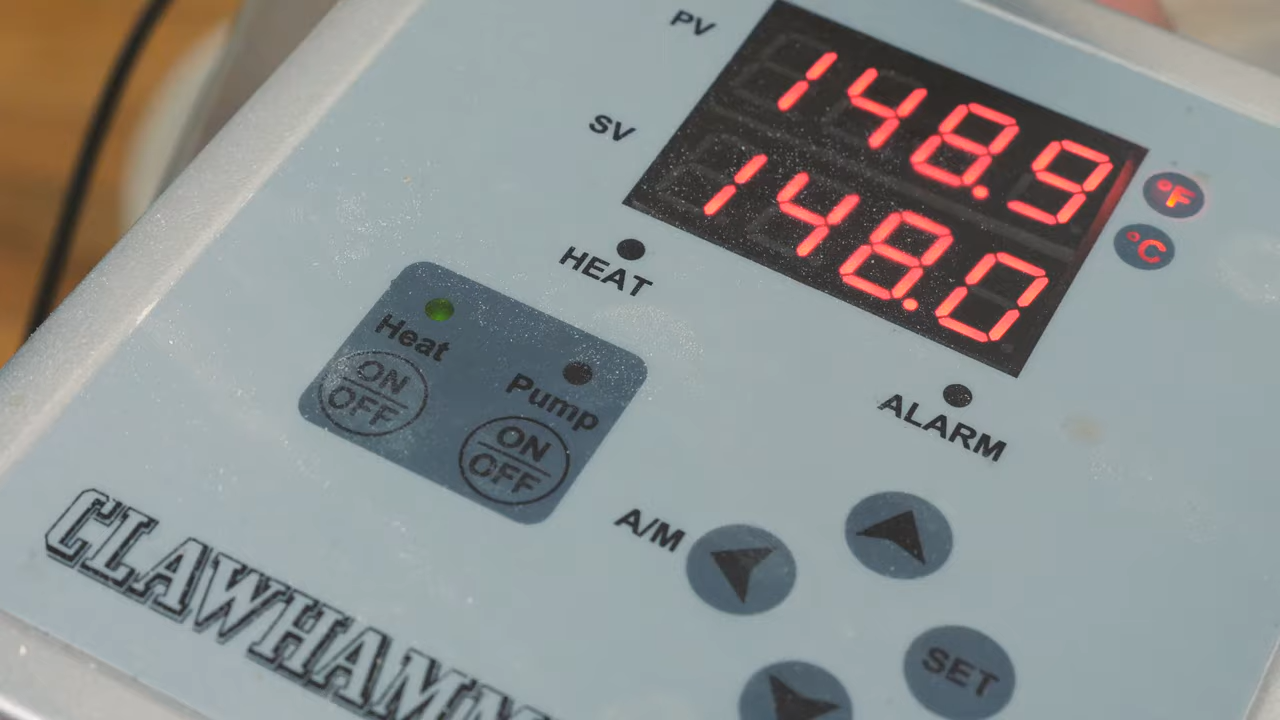 PV
148.9
°F
SV
148.0
°C
HEAT
Heat
ON
OFF
Pump
ON
OFF
ALARM
A/M
SET